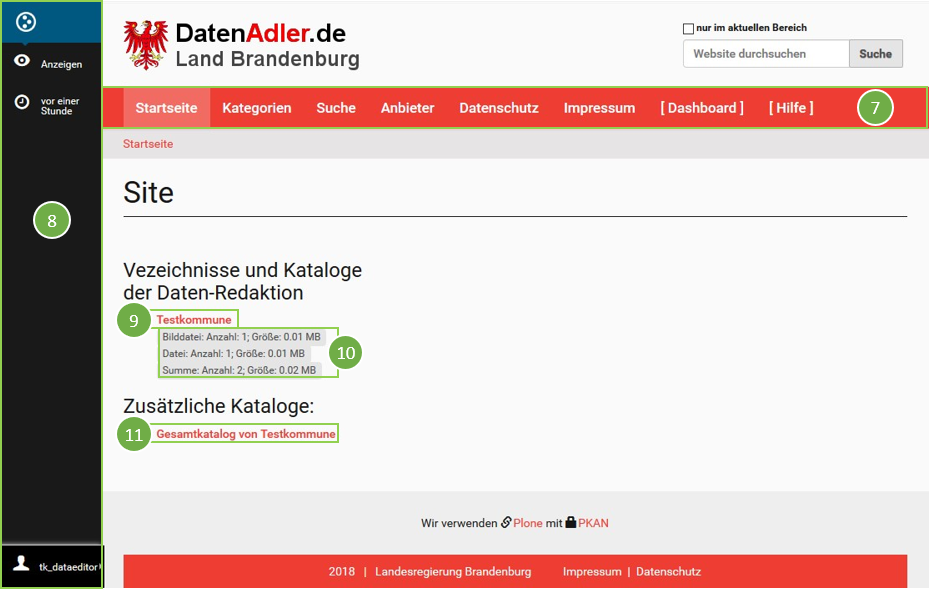 Anzeigen
vor einer
Stunde
8
tk_dataeditor
DatenAdler.de
Land Brandenburg
nur im aktuellen Bereich
Website durchsuchen Suche
Startseite Kategorien Suche Anbieter Datenschutz Impressum [ Dashboard ] [ Hilfe ] 7
Startseite
Site
Vezeichnisse und Kataloge
der Daten-Redaktion
9 Testkommune
Bilddatei: Anzahl: 1; Größe: 0.01 MB
Datei: Anzahl: 1; Größe: 0.01 MB 10
Summe: Anzahl: 2; Größe: 0.02 MB
Zusätzliche Kataloge:
11 Gesamtkatalog von Testkommune
Wir verwenden Plone mit PKAN
2018 | Landesregierung Brandenburg Impressum | Datenschutz